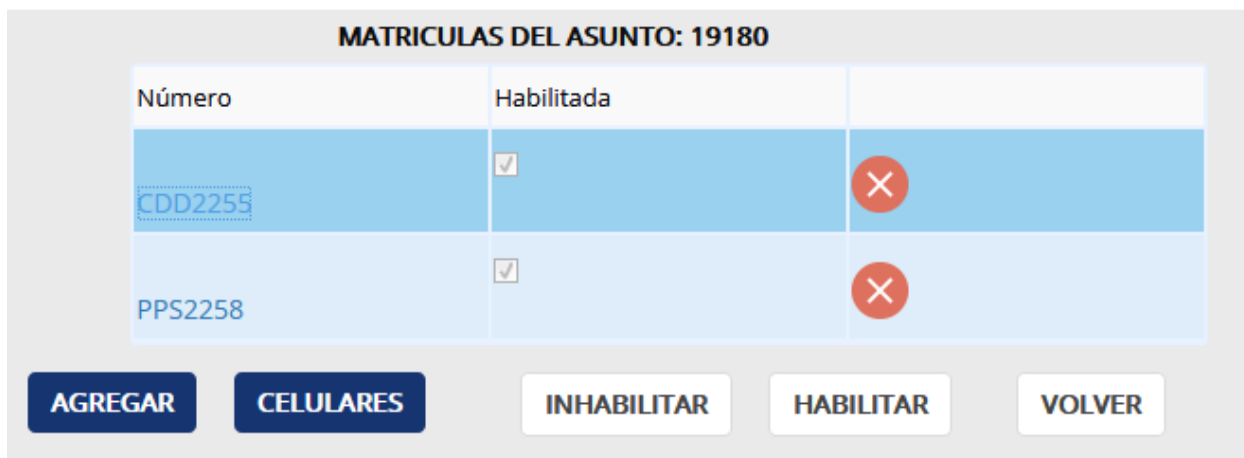 MATRICULAS DEL ASUNTO: 19180
Número Habilitada
CDD2255
PPS2258
AGREGAR CELULARES INHABILITAR HABILITAR VOLVER